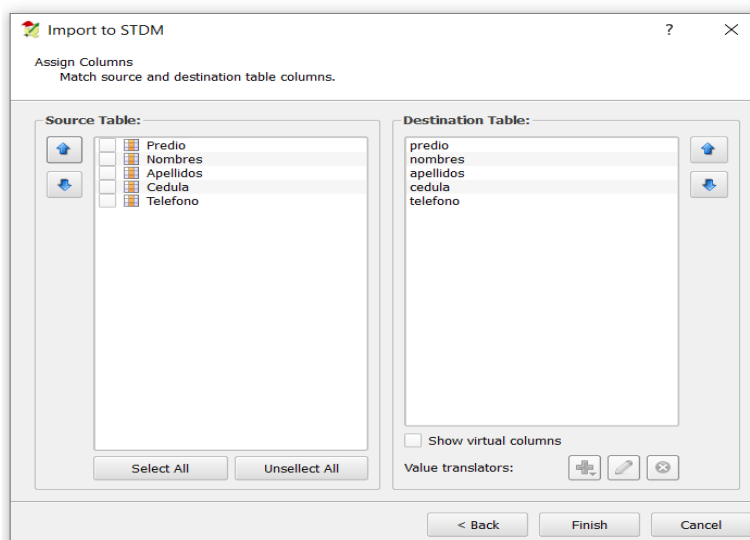 Import to STDM
?
Assign Columns
Match source and destination table columns.
Source Table:
Predio
Nombres
Apellidos
Cedula
Telefono
Select All
Unsellect All
Destination Table:
predio
nombres
apellidos
cedula
telefono
Show virtual columns
Value translators:
< Back
Finish
Cancel